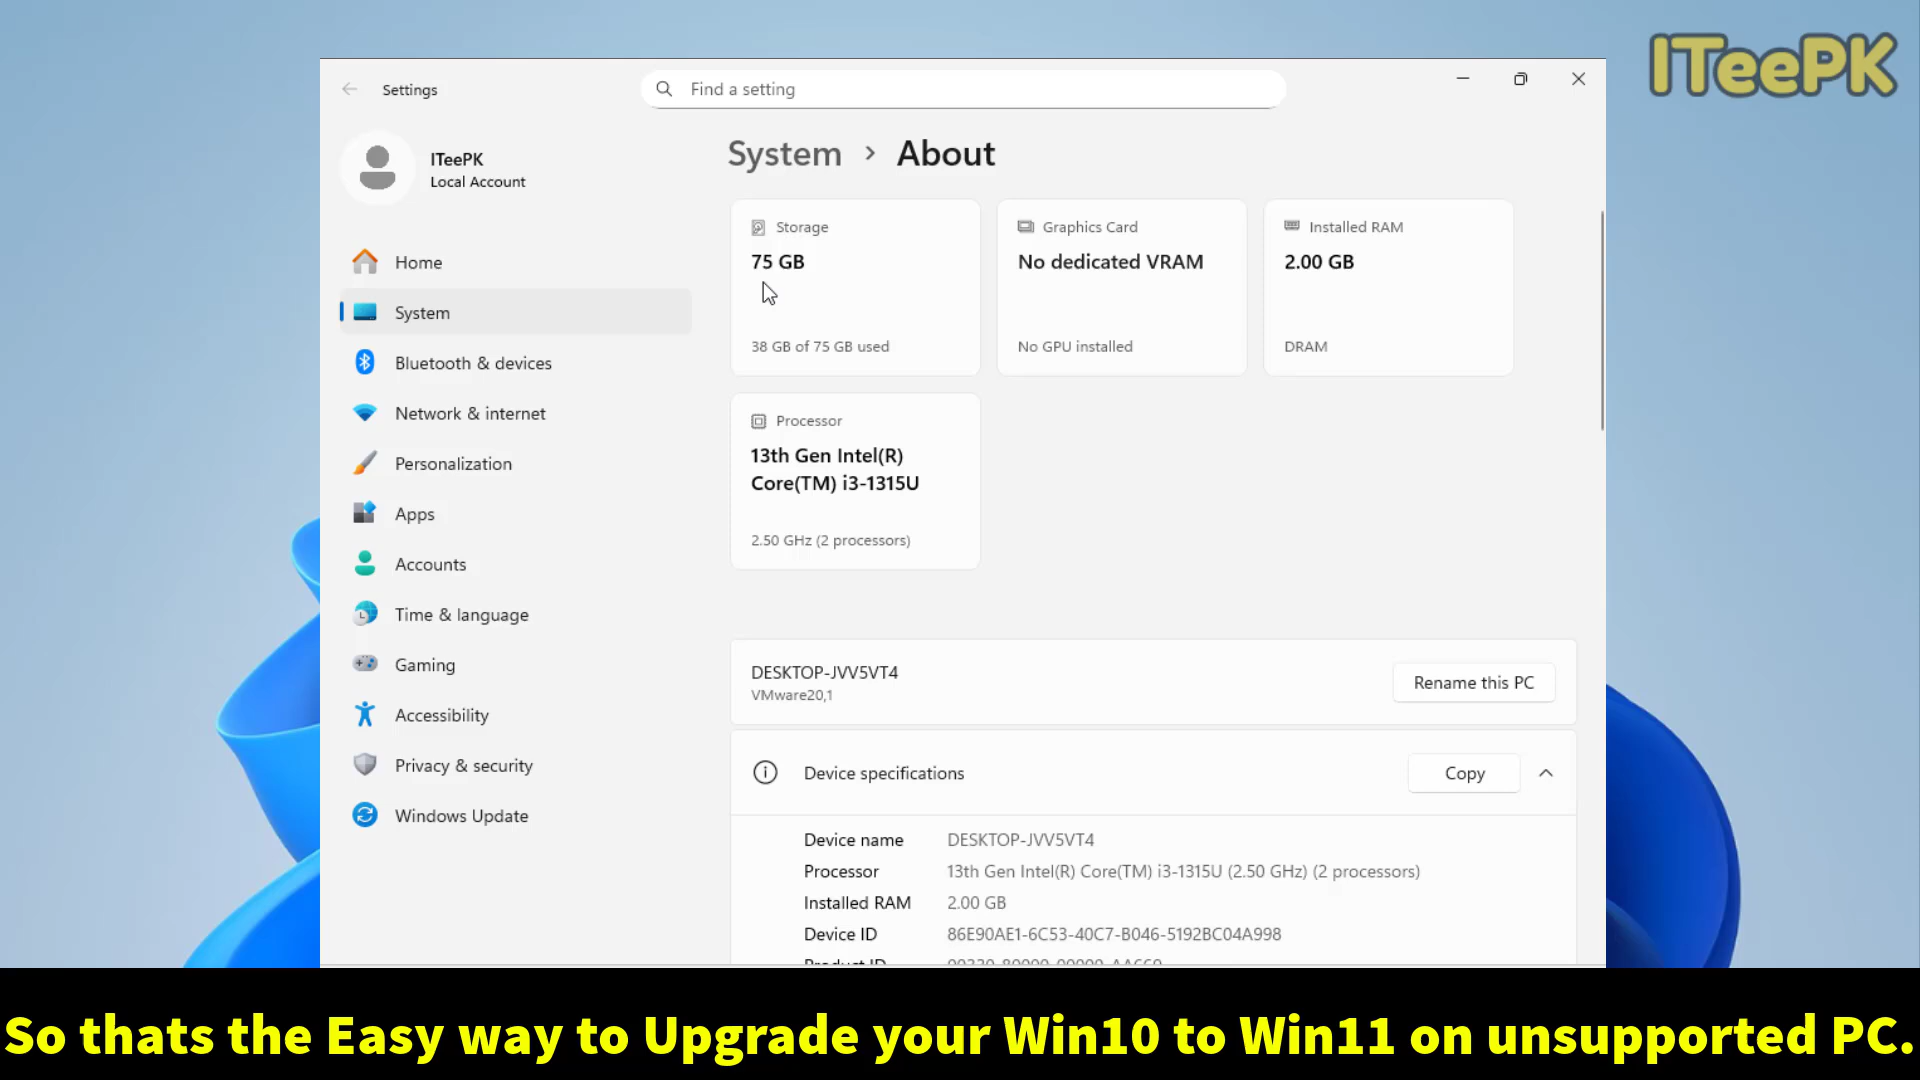 ITeePK
Settings
Find a setting
ITeePK
Local Account
System > About
Home
System
Bluetooth & devices
Network & internet
Personalization
Apps
Accounts
Time & language
Gaming
Accessibility
Privacy & security
Windows Update
Storage
75 GB
38 GB of 75 GB used
Graphics Card
No dedicated VRAM
No GPU installed
Installed RAM
2.00 GB
DRAM
Processor
13th Gen Intel(R)
Core(TM) i3-1315U
2.50 GHz (2 processors)
DESKTOP-JVV5VT4
VMware20,1
Rename this PC
Device specifications
Copy
Device name DESKTOP-JVV5VT4
Processor 13th Gen Intel(R) Core(TM) i3-1315U (2.50 GHz) (2 processors)
Installed RAM 2.00 GB
Device ID 86E90AE1-6C53-40C7-B046-5192BC04A998
Product ID
So thats the Easy way to Upgrade your Win10 to Win11 on unsupported PC.